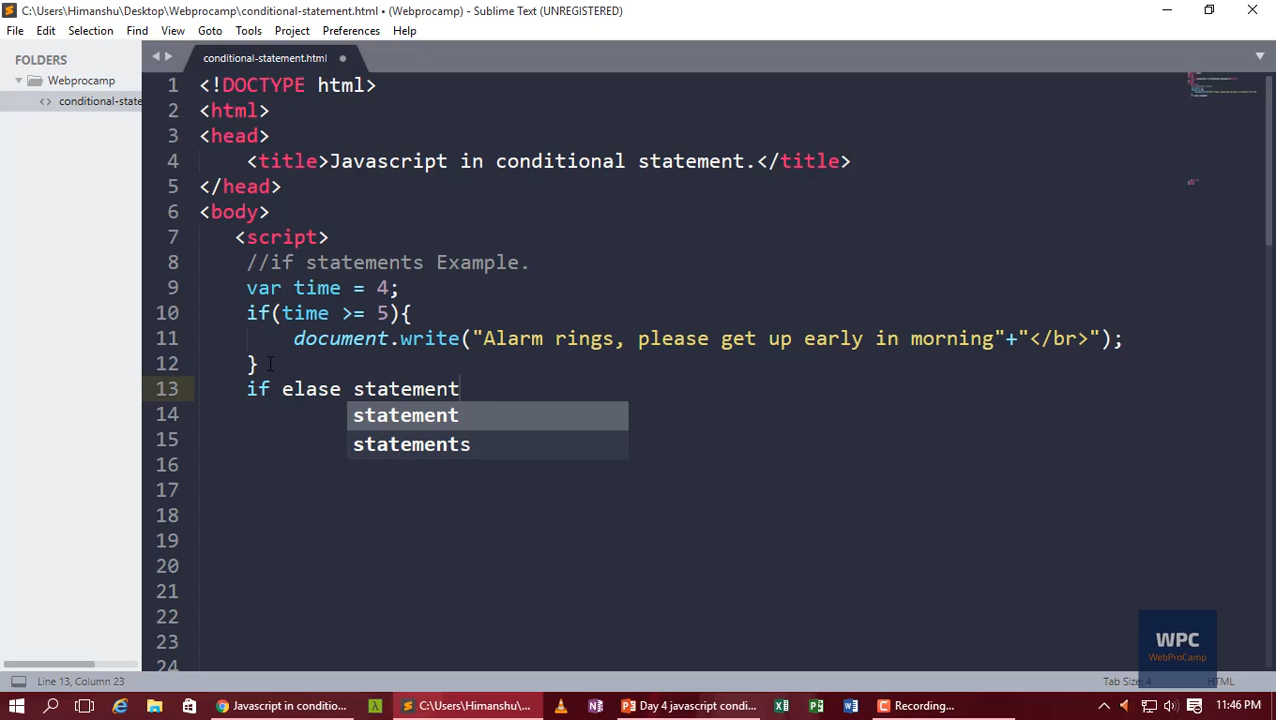 C:\Users\Himanshu\Desktop\Webprocamp\conditional-statement.html • (Webprocamp) - Sublime Text (UNREGISTERED)
File Edit Selection Find View Goto Tools Project Preferences Help
FOLDERS
Webprocamp
<> conditional-state
conditional-statement.html
1 <!DOCTYPE html>
2 <html>
3 <head>
4 <title>Javascript in conditional statement.</title>
5 </head>
6 <body>
7 <script>
8 //if statements Example.
9 var time = 4;
10 if(time >= 5){
11 document.write("Alarm rings, please get up early in morning"+"</br>");
12 }
13 if elase statement
14 statement
15 statements
16
17
18
19
20
21
22
23
24
WPC
WebProCamp
Line 13, Column 23 Tab Size: 4 HTML
Javascript in conditio... C:\Users\Himanshu\... Day 4 javascript condi... Recording... 11:46 PM